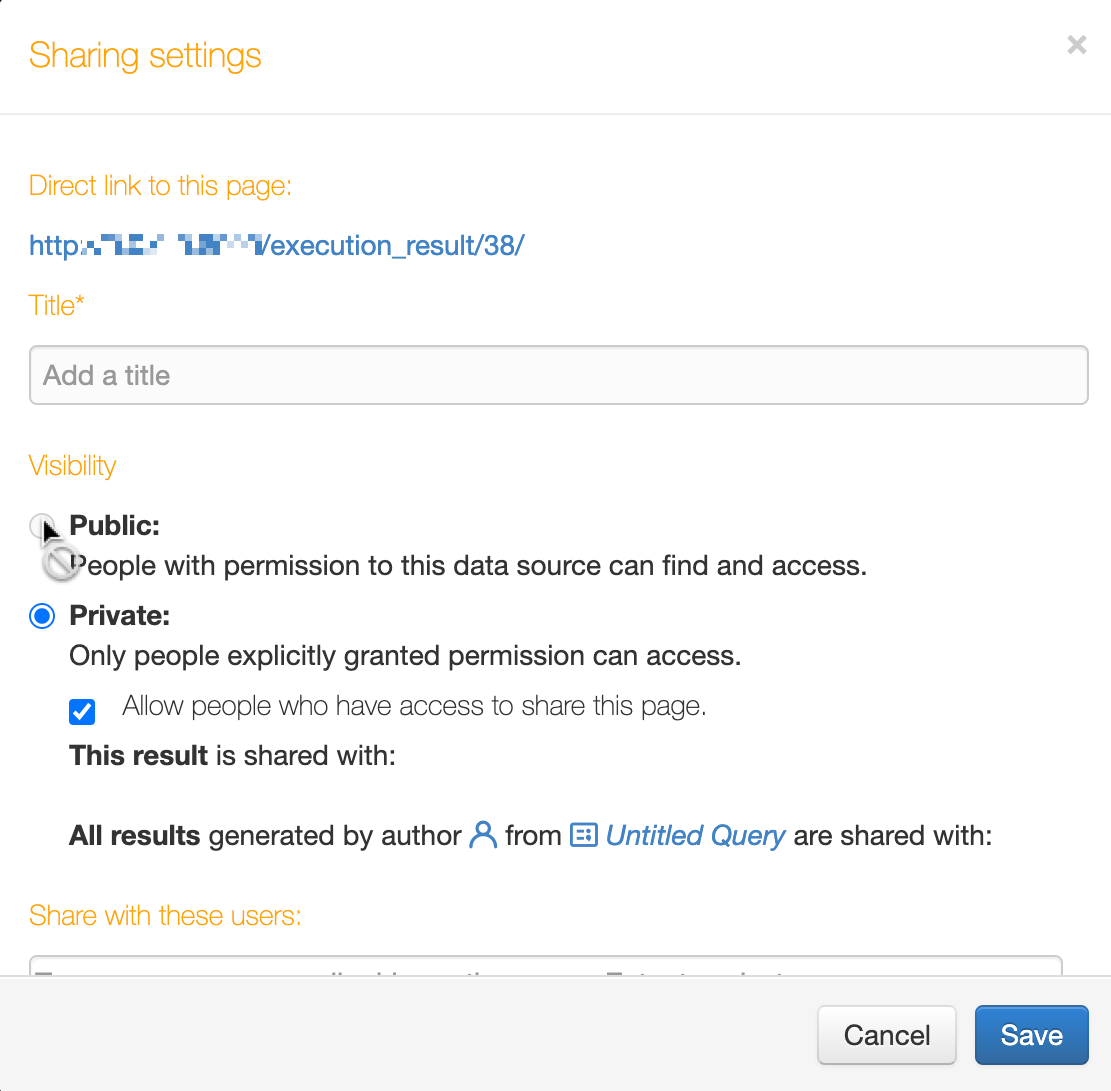 Sharing settings
×
Direct link to this page:
http: /execution_result/38/
Title*
Add a title
Visibility
Public:
People with permission to this data source can find and access.
Private:
Only people explicitly granted permission can access.
Allow people who have access to share this page.
This result is shared with:
All results generated by author from Untitled Query are shared with:
Share with these users:
Cancel Save